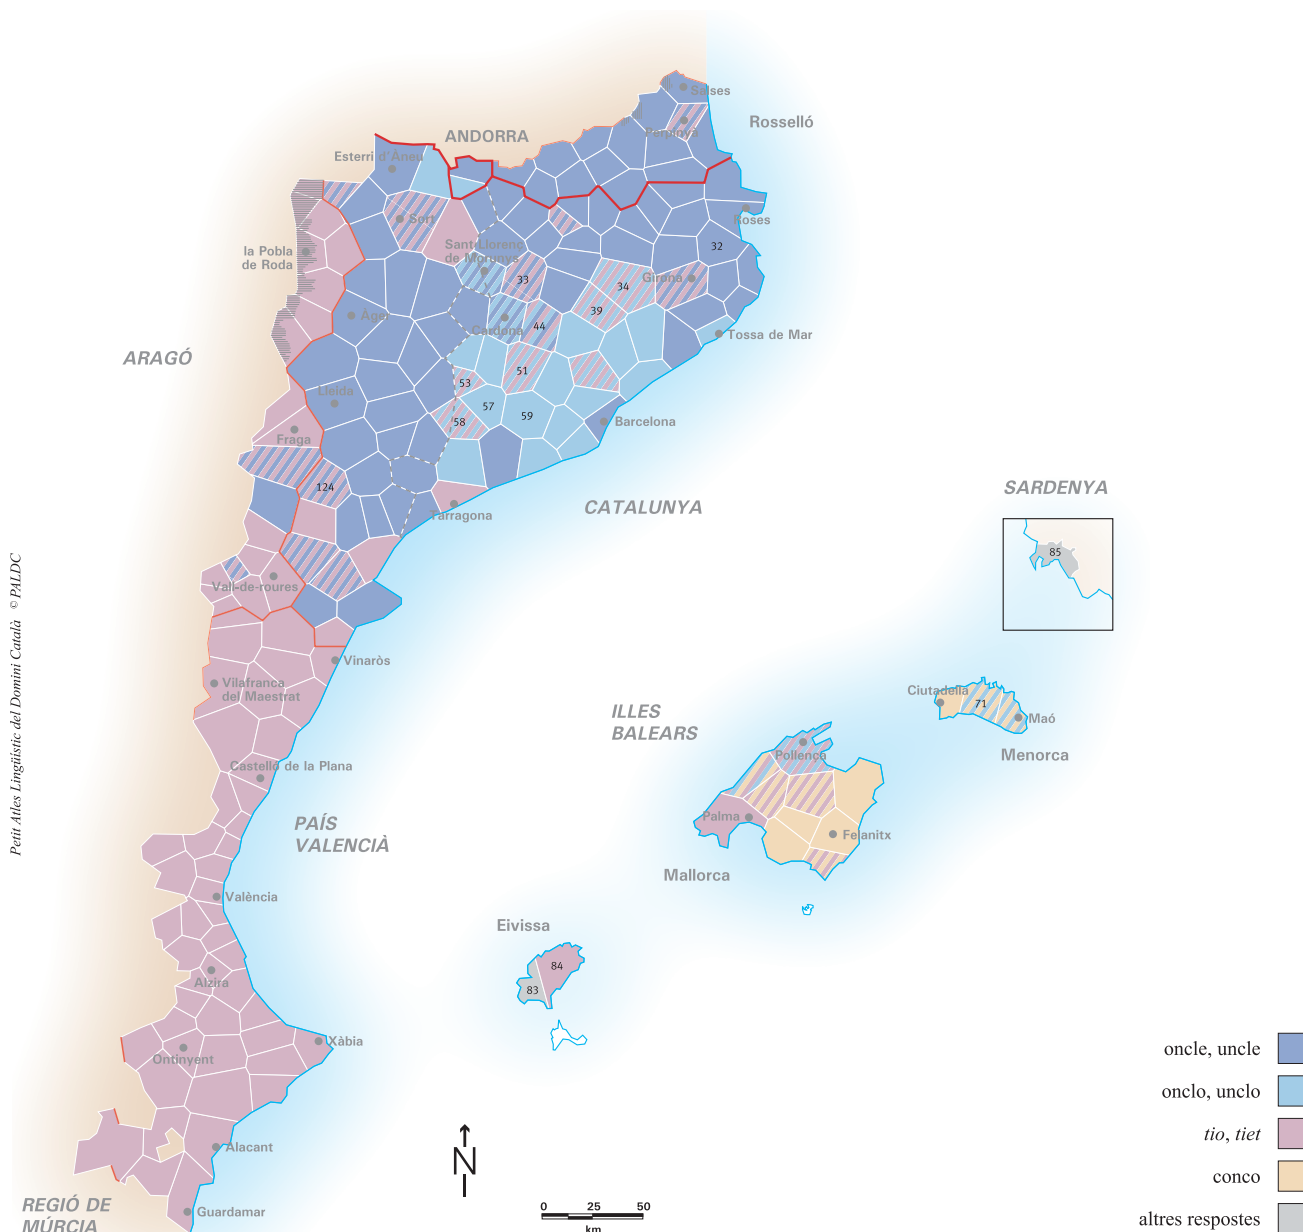 Salses
Rosselló
Perpinyà
ANDORRA
Esterri d'Àneu
Sort
Roses
32
la Pobla
de Roda
Sant Llorenç
de Morunys
33
34
Girona
39
Àger
Cardona
44
Tossa de Mar
ARAGÓ
51
53
Lleida
57
59
58
Barcelona
Fraga
124
SARDENYA
CATALUNYA
Tarragona
85
Petit Atles Lingüístic del Domini Català © PALDC
Vall-de-roures
Vinaròs
Vilafranca
del Maestrat
Ciutadella
71
Maó
Menorca
ILLES
BALEARS
Pollença
Castelló de la Plana
Palma
Felanitx
PAÍS
VALENCIÀ
Mallorca
València
Eivissa
84
83
Alzira
Xàbia
Ontinyent
oncle, uncle
onclo, unclo
tio, tiet
conco
altres respostes
Alacant
N
REGIÓ DE
MÚRCIA
Guardamar
0 25 50
km